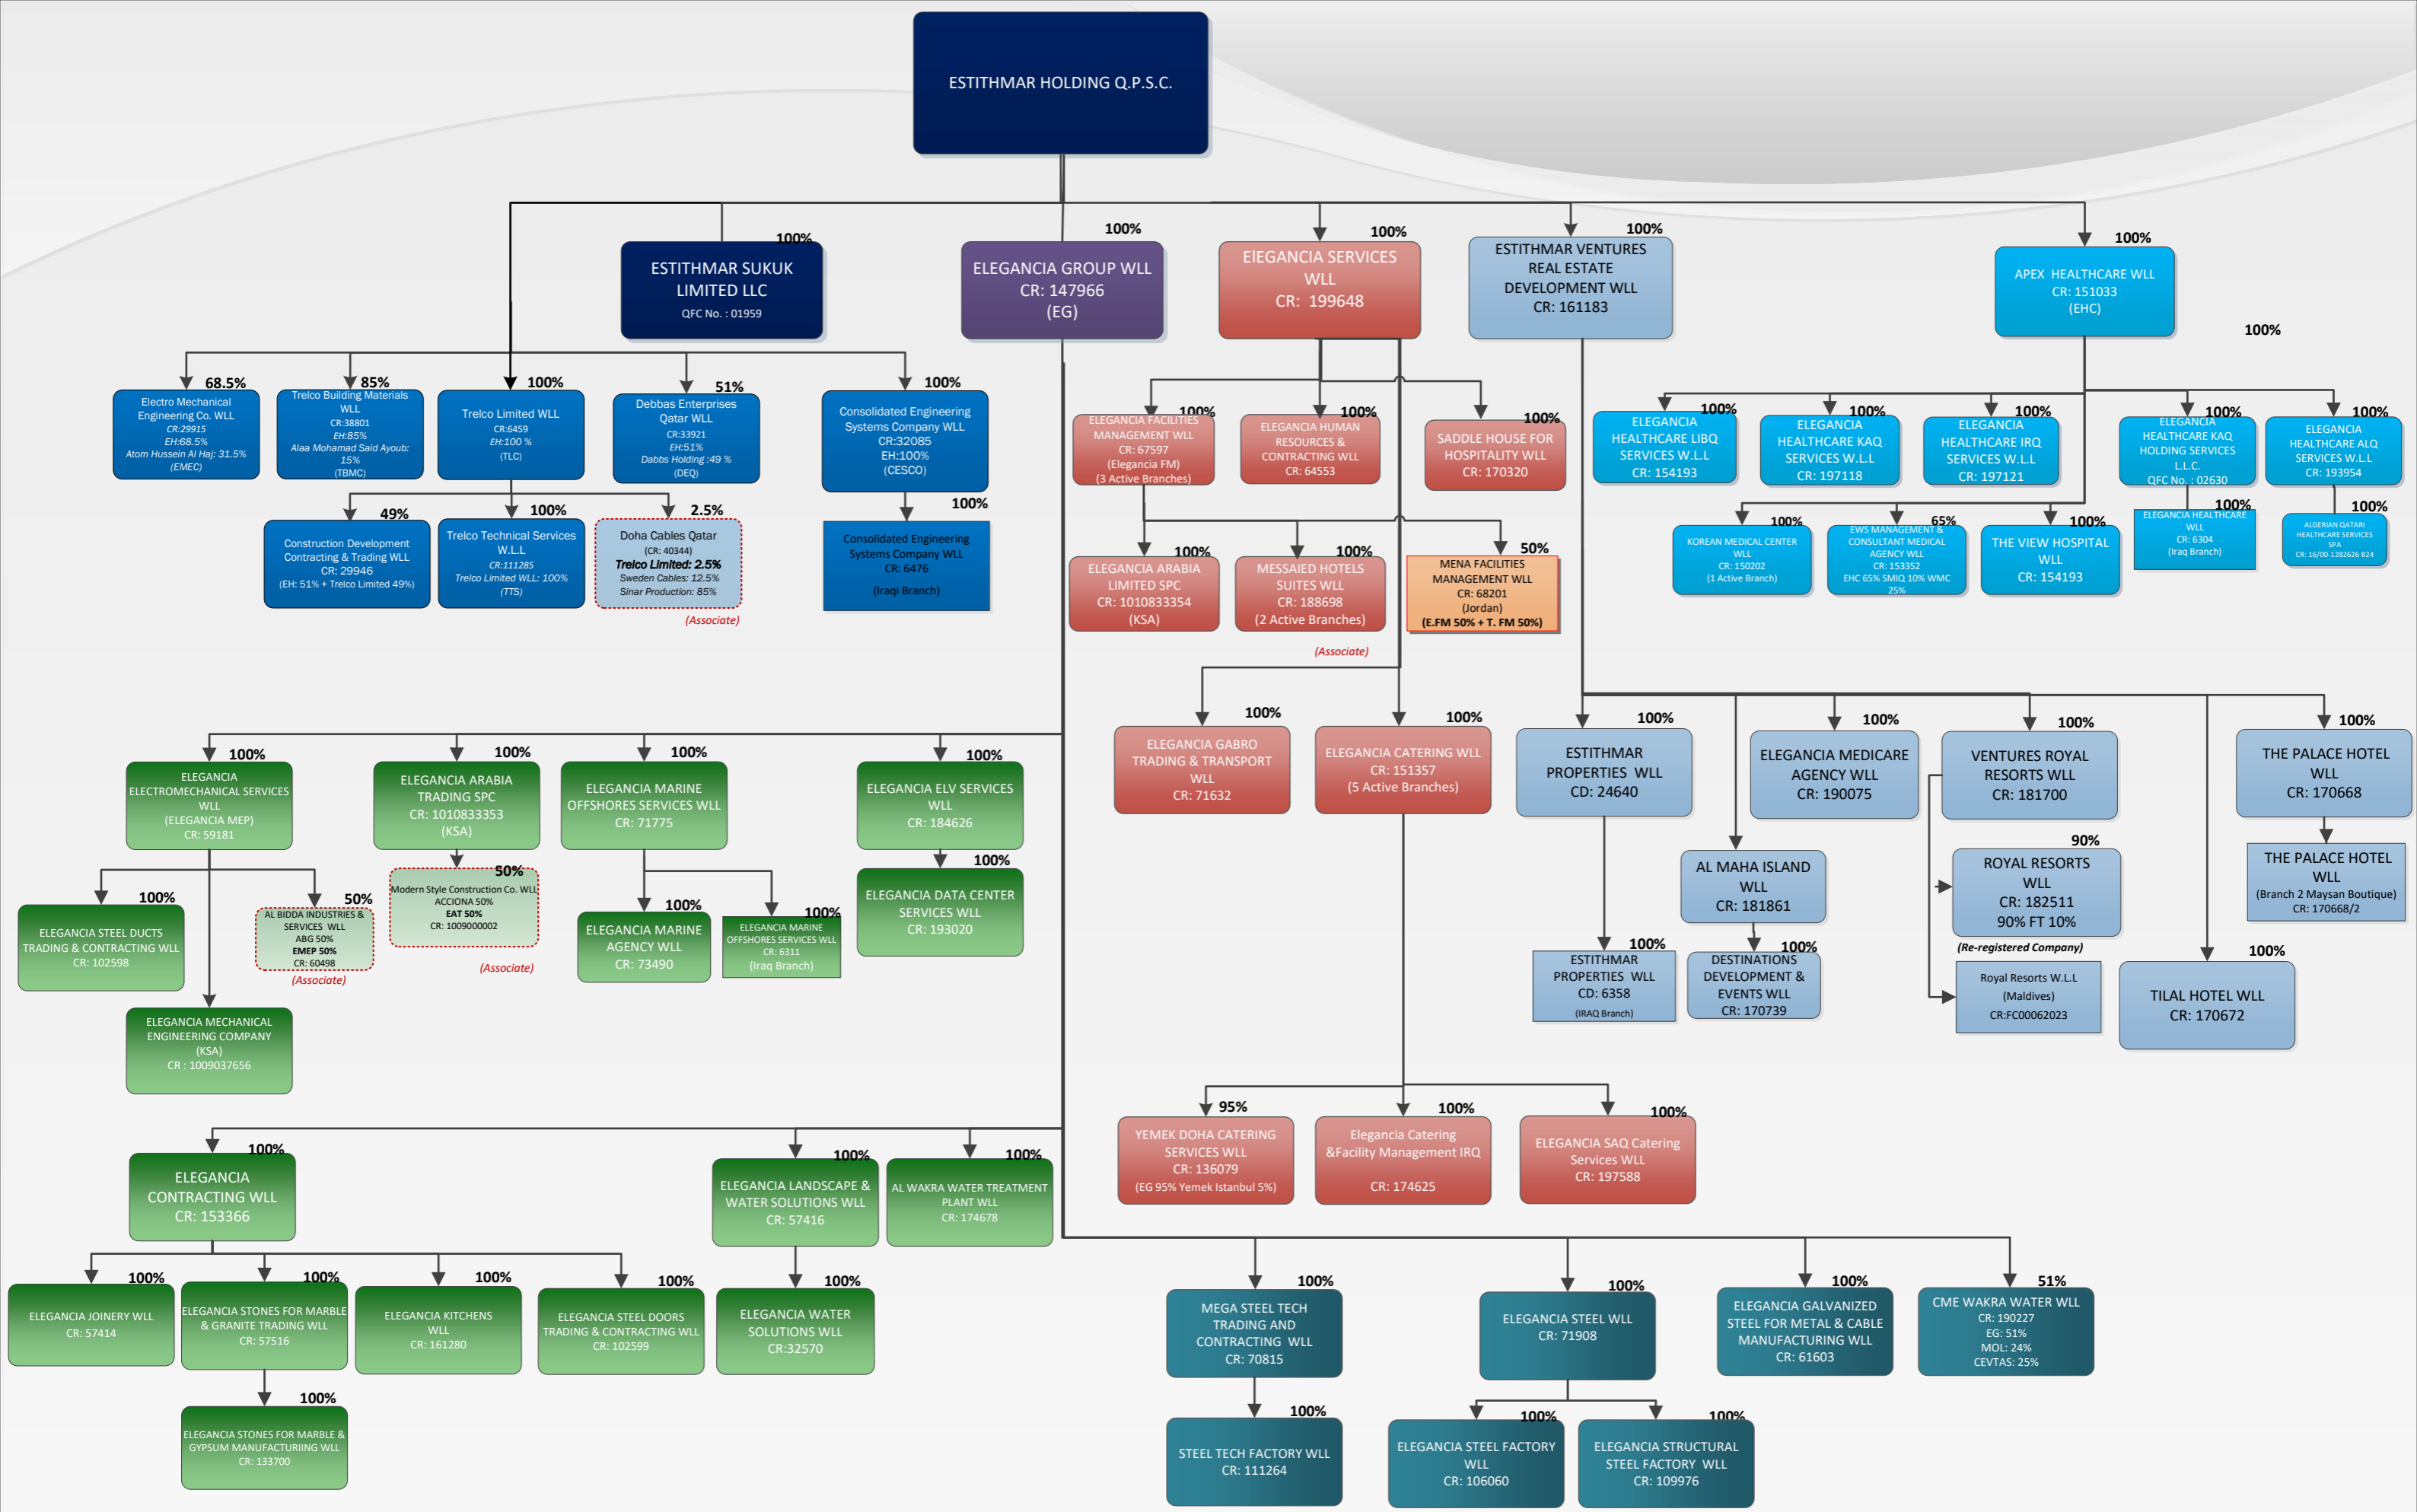 ESTITHMAR HOLDING Q.P.S.C.
100%
ESTITHMAR SUKUK
LIMITED LLC
QFC No. : 01959
100%
ELEGANCIA GROUP WLL
CR: 147966
(EG)
100%
ElEGANCIA SERVICES
WLL
CR:  199648
100%
ESTITHMAR VENTURES
REAL ESTATE
DEVELOPMENT WLL
CR: 161183
100%
APEX  HEALTHCARE WLL
CR: 151033
(EHC)
100%
68.5%
Electro Mechanical
Engineering Co. WLL
CR:29915
EH:68.5%
Atom Hussein Al Haj: 31.5%
(EMEC)
85%
Trelco Building Materials
WLL
CR:38801
EH:85%
Alaa Mohamad Said Ayoub:
15%
(TBMC)
100%
Trelco Limited WLL
CR:6459
EH:100 %
(TLC)
51%
Debbas Enterprises
Qatar WLL
CR:33921
EH:51%
Dabbs Holding :49 %
(DEQ)
100%
Consolidated Engineering
Systems Company WLL
CR:32085
EH:100%
(CESCO)
49%
Construction Development
Contracting & Trading WLL
CR: 29946
(EH: 51% + Trelco Limited 49%)
100%
Trelco Technical Services
W.L.L
CR:111285
Trelco Limited WLL: 100%
(TTS)
2.5%
Doha Cables Qatar
(CR: 40344)
Trelco Limited: 2.5%
Sweden Cables: 12.5%
Sinar Production: 85%
(Associate)
100%
Consolidated Engineering
Systems Company WLL
CR: 6476
(Iraqi Branch)
100%
ELEGANCIA FACILITIES
MANAGEMENT WLL
CR: 67597
(Elegancia FM)
(3 Active Branches)
100%
ELEGANCIA HUMAN
RESOURCES &
CONTRACTING WLL
CR: 64553
100%
SADDLE HOUSE FOR
HOSPITALITY WLL
CR: 170320
100%
ELEGANCIA ARABIA
LIMITED SPC
CR: 1010833354
(KSA)
100%
MESSAIED HOTELS
SUITES WLL
CR: 188698
(2 Active Branches)
(Associate)
50%
MENA FACILITIES
MANAGEMENT WLL
CR: 68201
(Jordan)
(E.FM 50% + T. FM 50%)
100%
ELEGANCIA
HEALTHCARE LIBQ
SERVICES W.L.L
CR: 154193
100%
ELEGANCIA
HEALTHCARE KAQ
SERVICES W.L.L
CR: 197118
100%
ELEGANCIA
HEALTHCARE IRQ
SERVICES W.L.L
CR: 197121
100%
ELEGANCIA
HEALTHCARE KAQ
HOLDING SERVICES
L.L.C.
QFC No. : 02630
100%
ELEGANCIA
HEALTHCARE ALQ
SERVICES W.L.L
CR: 193954
100%
KOREAN MEDICAL CENTER
WLL
CR: 150202
(1 Active Branch)
65%
EWS MANAGEMENT &
CONSULTANT MEDICAL
AGENCY WLL
CR: 153352
EHC 65% SMIQ 10% WMC
25%
100%
THE VIEW HOSPITAL
WLL
CR: 154193
100%
ELEGANCIA HEALTHCARE
WLL
CR: 6304
(Iraq Branch)
100%
ALGERIAN QATARI
HEALTHCARE SERVICES
SPA
CR: 16/00-1282626 B24
100%
ELEGANCIA
ELECTROMECHANICAL SERVICES
WLL
(ELEGANCIA MEP)
CR: 59181
100%
ELEGANCIA ARABIA
TRADING SPC
CR: 1010833353
(KSA)
100%
ELEGANCIA MARINE
OFFSHORES SERVICES WLL
CR: 71775
100%
ELEGANCIA ELV SERVICES
WLL
CR: 184626
100%
ELEGANCIA STEEL DUCTS
TRADING & CONTRACTING WLL
CR: 102598
50%
AL BIDDA INDUSTRIES &
SERVICES  WLL
ABG 50%
EMEP 50%
CR: 60498
(Associate)
50%
Modern Style Construction Co. WLL
ACCIONA 50%
EAT 50%
CR: 1009000002
(Associate)
100%
ELEGANCIA MARINE
AGENCY WLL
CR: 73490
100%
ELEGANCIA MARINE
OFFSHORES SERVICES WLL
CR: 6311
(Iraq Branch)
100%
ELEGANCIA DATA CENTER
SERVICES WLL
CR: 193020
ELEGANCIA MECHANICAL
ENGINEERING COMPANY
(KSA)
CR : 1009037656
100%
ELEGANCIA GABRO
TRADING & TRANSPORT
WLL
CR: 71632
100%
ELEGANCIA CATERING WLL
CR: 151357
(5 Active Branches)
100%
ESTITHMAR
PROPERTIES  WLL
CD: 24640
100%
ELEGANCIA MEDICARE
AGENCY WLL
CR: 190075
100%
VENTURES ROYAL
RESORTS WLL
CR: 181700
100%
THE PALACE HOTEL
WLL
CR: 170668
AL MAHA ISLAND
WLL
CR: 181861
90%
ROYAL RESORTS
WLL
CR: 182511
90% FT 10%
(Re-registered Company)
THE PALACE HOTEL
WLL
(Branch 2 Maysan Boutique)
CR: 170668/2
100%
ESTITHMAR
PROPERTIES  WLL
CD: 6358
(IRAQ Branch)
100%
DESTINATIONS
DEVELOPMENT &
EVENTS WLL
CR: 170739
Royal Resorts W.L.L
(Maldives)
CR:FC00062023
100%
TILAL HOTEL WLL
CR: 170672
95%
YEMEK DOHA CATERING
SERVICES WLL
CR: 136079
(EG 95% Yemek Istanbul 5%)
100%
Elegancia Catering
&Facility Management IRQ
CR: 174625
100%
ELEGANCIA SAQ Catering
Services WLL
CR: 197588
100%
ELEGANCIA
CONTRACTING WLL
CR: 153366
100%
ELEGANCIA LANDSCAPE &
WATER SOLUTIONS WLL
CR: 57416
100%
AL WAKRA WATER TREATMENT
PLANT WLL
CR: 174678
100%
ELEGANCIA JOINERY WLL
CR: 57414
100%
ELEGANCIA STONES FOR MARBLE
& GRANITE TRADING WLL
CR: 57516
100%
ELEGANCIA KITCHENS
WLL
CR: 161280
100%
ELEGANCIA STEEL DOORS
TRADING & CONTRACTING WLL
CR: 102599
100%
ELEGANCIA WATER
SOLUTIONS WLL
CR:32570
100%
ELEGANCIA STONES FOR MARBLE &
GYPSUM MANUFACTURIING WLL
CR: 133700
100%
MEGA STEEL TECH
TRADING AND
CONTRACTING  WLL
CR: 70815
100%
ELEGANCIA STEEL WLL
CR: 71908
100%
ELEGANCIA GALVANIZED
STEEL FOR METAL & CABLE
MANUFACTURING WLL
CR: 61603
51%
CME WAKRA WATER WLL
CR: 190227
EG: 51%
MOL: 24%
CEVTAS: 25%
100%
STEEL TECH FACTORY WLL
CR: 111264
100%
ELEGANCIA STEEL FACTORY
WLL
CR: 106060
100%
ELEGANCIA STRUCTURAL
STEEL FACTORY  WLL
CR: 109976